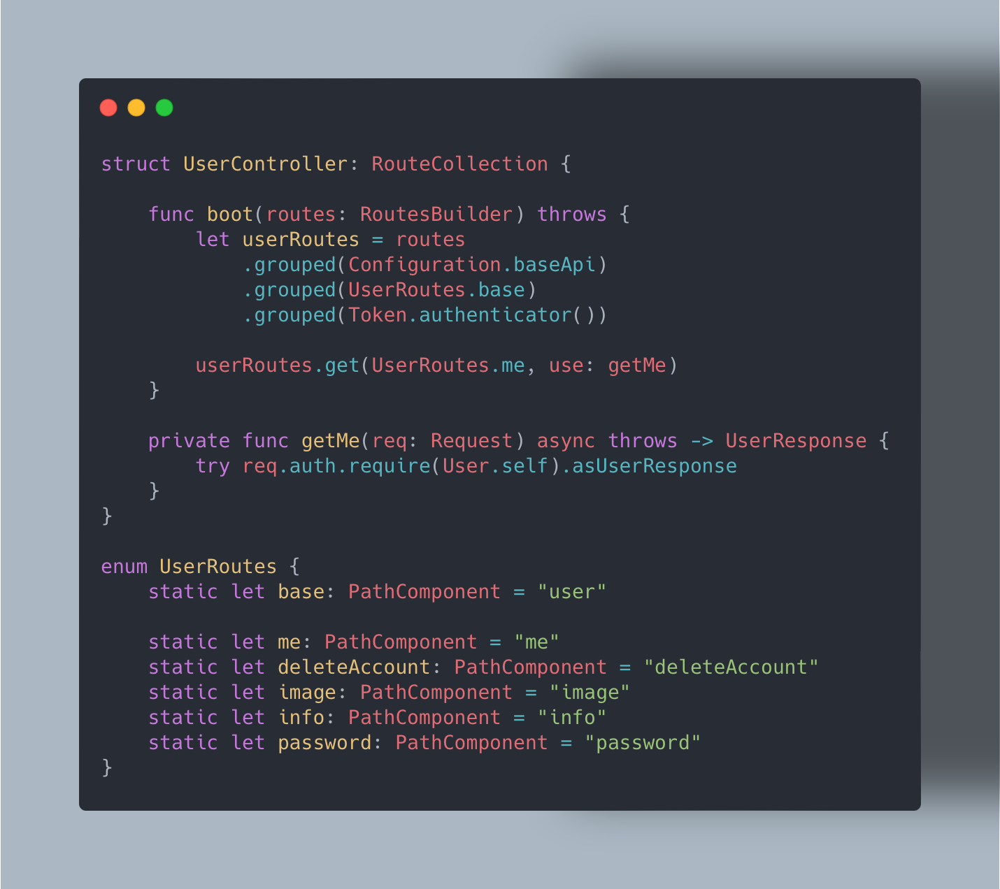 struct UserController: RouteCollection {
    func boot(routes: RoutesBuilder) throws {
        let userRoutes = routes
            .grouped(Configuration.baseApi)
            .grouped(UserRoutes.base)
            .grouped(Token.authenticator())
        userRoutes.get(UserRoutes.me, use: getMe)
    }
    private func getMe(req: Request) async throws -> UserResponse {
        try req.auth.require(User.self).asUserResponse
    }
}
enum UserRoutes {
    static let base: PathComponent = "user"
    static let me: PathComponent = "me"
    static let deleteAccount: PathComponent = "deleteAccount"
    static let image: PathComponent = "image"
    static let info: PathComponent = "info"
    static let password: PathComponent = "password"
}